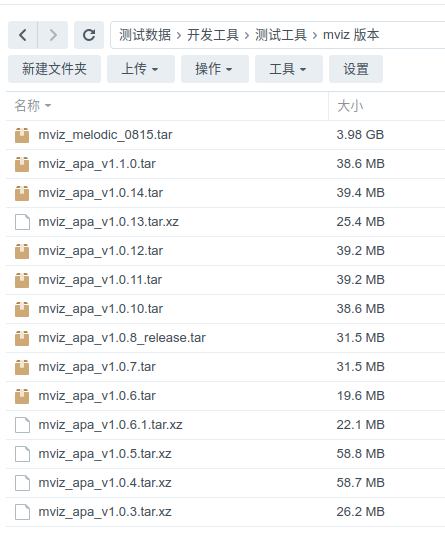 测试数据 > 开发工具 > 测试工具 > mviz 版本
新建文件夹 上传 操作 工具 设置
名称 大小
mviz_melodic_0815.tar 3.98 GB
mviz_apa_v1.1.0.tar 38.6 MB
mviz_apa_v1.0.14.tar 39.4 MB
mviz_apa_v1.0.13.tar.xz 25.4 MB
mviz_apa_v1.0.12.tar 39.2 MB
mviz_apa_v1.0.11.tar 39.2 MB
mviz_apa_v1.0.10.tar 38.6 MB
mviz_apa_v1.0.8_release.tar 31.5 MB
mviz_apa_v1.0.7.tar 31.5 MB
mviz_apa_v1.0.6.tar 19.6 MB
mviz_apa_v1.0.6.1.tar.xz 22.1 MB
mviz_apa_v1.0.5.tar.xz 58.8 MB
mviz_apa_v1.0.4.tar.xz 58.7 MB
mviz_apa_v1.0.3.tar.xz 26.2 MB